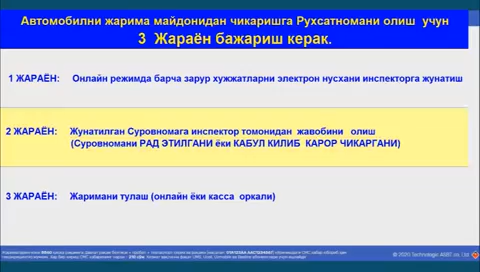 Автомобилни жарима майдонидан чикаришга Рухсатномани олиш учун
3 Жараён бажариш керак.
1 ЖАРАЁН: Онлайн режимда барча зарур хужжатларни электрон нусхани инспекторга жунатиш
2 ЖАРАЁН: Жунатилган Суровномага инспектор томонидан жавобини олиш
(Суровномани РАД ЭТИЛГАНИ ёки КАБУЛ КИЛИБ КАРОР ЧИКАРГАНИ)
3 ЖАРАЁН: Жаримани тулаш (онлайн ёки касса оркали)
© 2020 Technologic ABBT co. Ltd